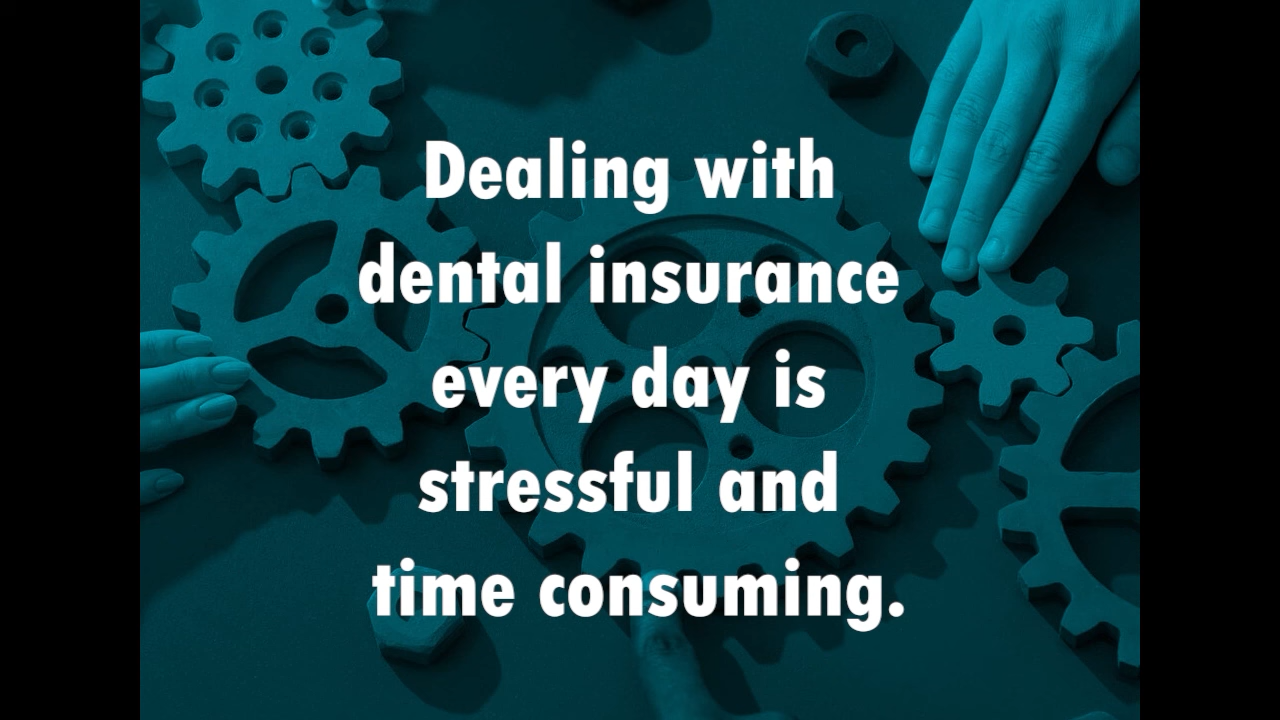 Dealing with
dental insurance
every day is
stressful and
time consuming.